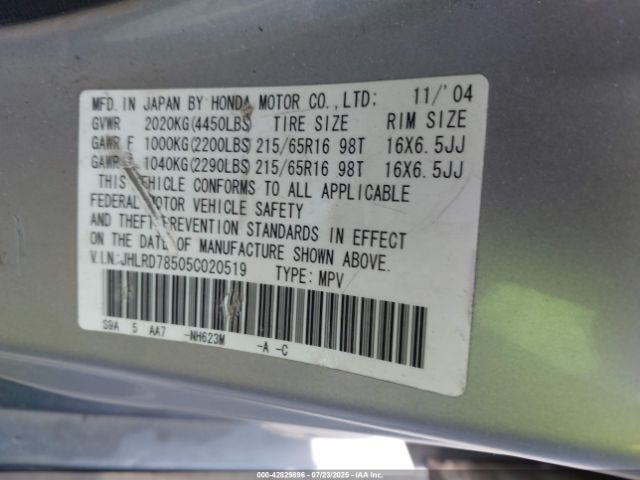 MFD. IN JAPAN BY HONDA MOTOR CO.,LTD: 11/'04
GVWR 2020KG(4450LBS) TIRE SIZE RIM SIZE
GAWR F 1000KG(2200LBS) 215/65R16 98T 16X6.5JJ
GAWR 1040KG(2290LBS) 215/65R16 98T 16X6.5JJ
THIS VEHICLE CONFORMS TO ALL APPLICABLE
FEDERAL MOTOR VEHICLE SAFETY
AND THEFT PREVENTION STANDARDS IN EFFECT
ON THE DATE OF MANUFACTURE SHOWN ABOVE.
V.I.N:JHLRD78505C020519 TYPE: MPV
S9A 5 AA7 -NH623M -A -C
000-42829896 - 07/23/2025 - IAAI.COM